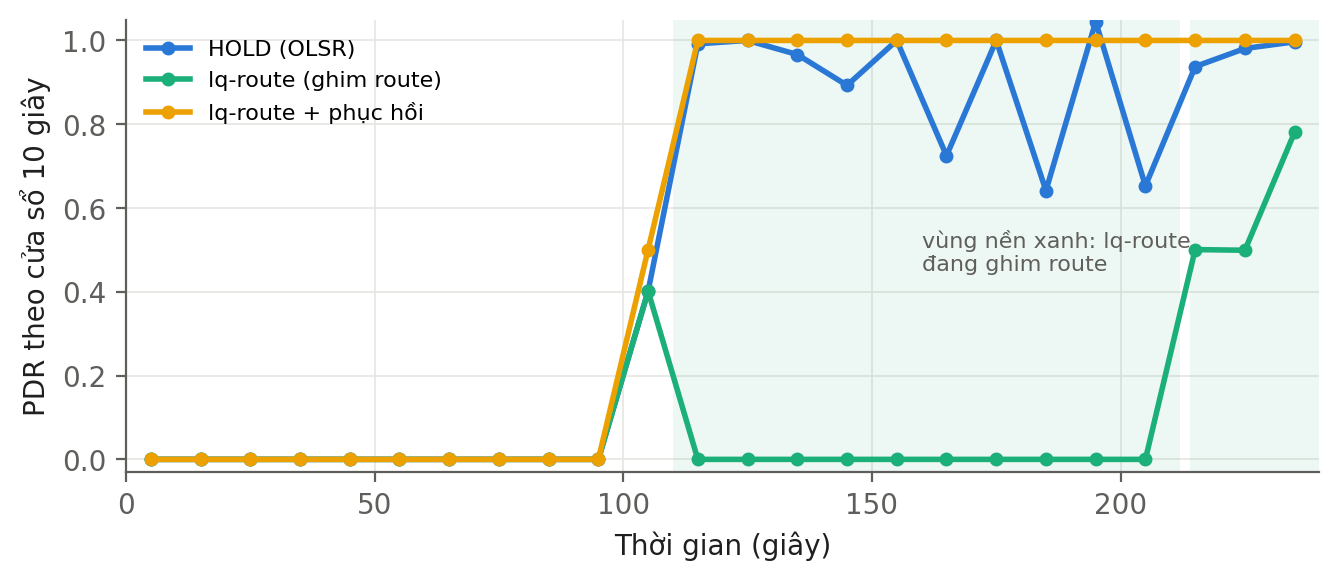 HOLD (OLSR)
lq-route (ghim route)
lq-route + phục hồi
PDR theo cửa sổ 10 giây
1.0
0.8
0.6
0.4
0.2
0.0
vùng nền xanh: lq-route
đang ghim route
0
50
100
150
200
Thời gian (giây)